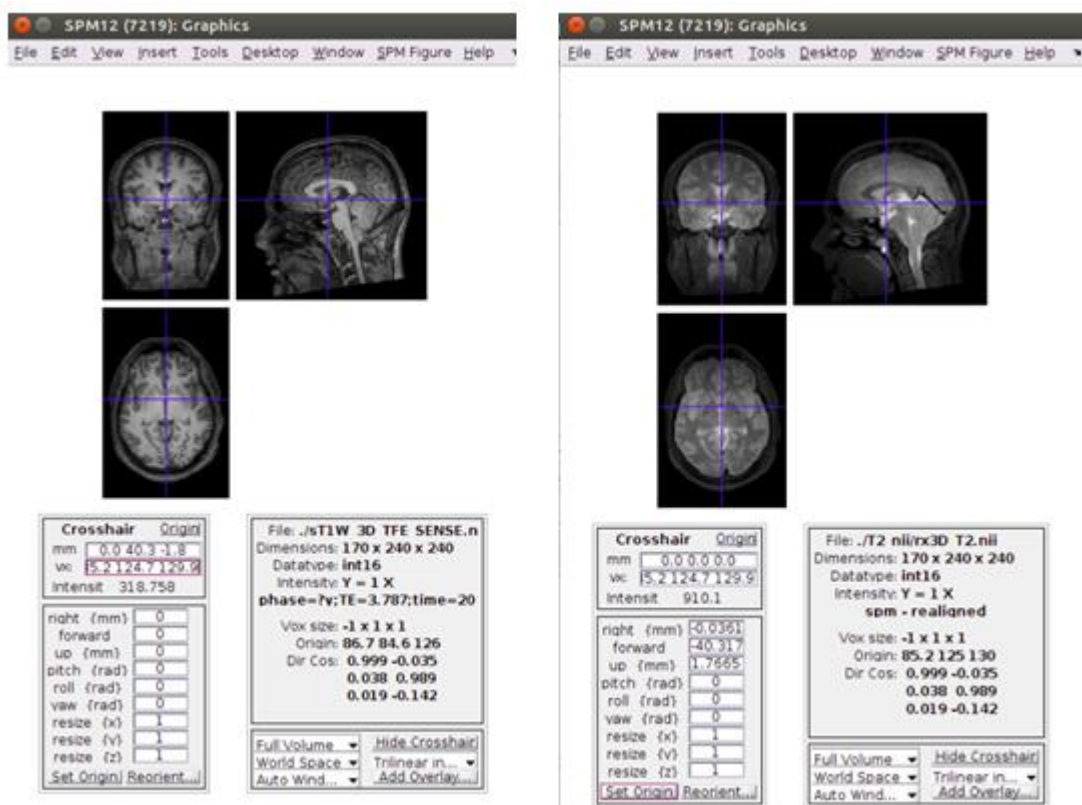 SPM12 (7219): Graphics
File Edit View Insert Tools Desktop Window SPM Figure Help
Crosshair Origin
mm 0.0 40.3 -1.8
vx: 35.2 124.7 129.9
Intensit 318.758
right {mm} 0
forward 0
up {mm} 0
pitch {rad} 0
roll {rad} 0
yaw {rad} 0
resize {x} 1
resize {y} 1
resize {z} 1
Set Origin Reorient...
File: ./sT1W_3D_TFE_SENSE.n
Dimensions: 170 x 240 x 240
Datatype: int16
Intensity: Y = 1 X
phase=?v;TE=3.787;time=20
Vox size: -1 x 1 x 1
Origin: 86.7 84.6 126
Dir Cos: 0.999 -0.035
0.038 0.989
0.019 -0.142
Full Volume Hide Crosshair
World Space Trilinear in...
Auto Wind... Add Overlay...
SPM12 (7219): Graphics
File Edit View Insert Tools Desktop Window SPM Figure Help
Crosshair Origin
mm 0.0 0.0 0.0
vx: 5.2 124.7 129.9
Intensit 910.1
right {mm} -0.0361
forward -40.317
up {mm} 1.7665
pitch {rad} 0
roll {rad} 0
yaw {rad} 0
resize {x} 1
resize {y} 1
resize {z} 1
Set Origin Reorient...
File: ./T2_nii/rx3D_T2.nii
Dimensions: 170 x 240 x 240
Datatype: int16
Intensity: Y = 1 X
spm - realigned
Vox size: -1 x 1 x 1
Origin: 85.2 125 130
Dir Cos: 0.999 -0.035
0.038 0.989
0.019 -0.142
Full Volume Hide Crosshair
World Space Trilinear in...
Auto Wind... Add Overlay...